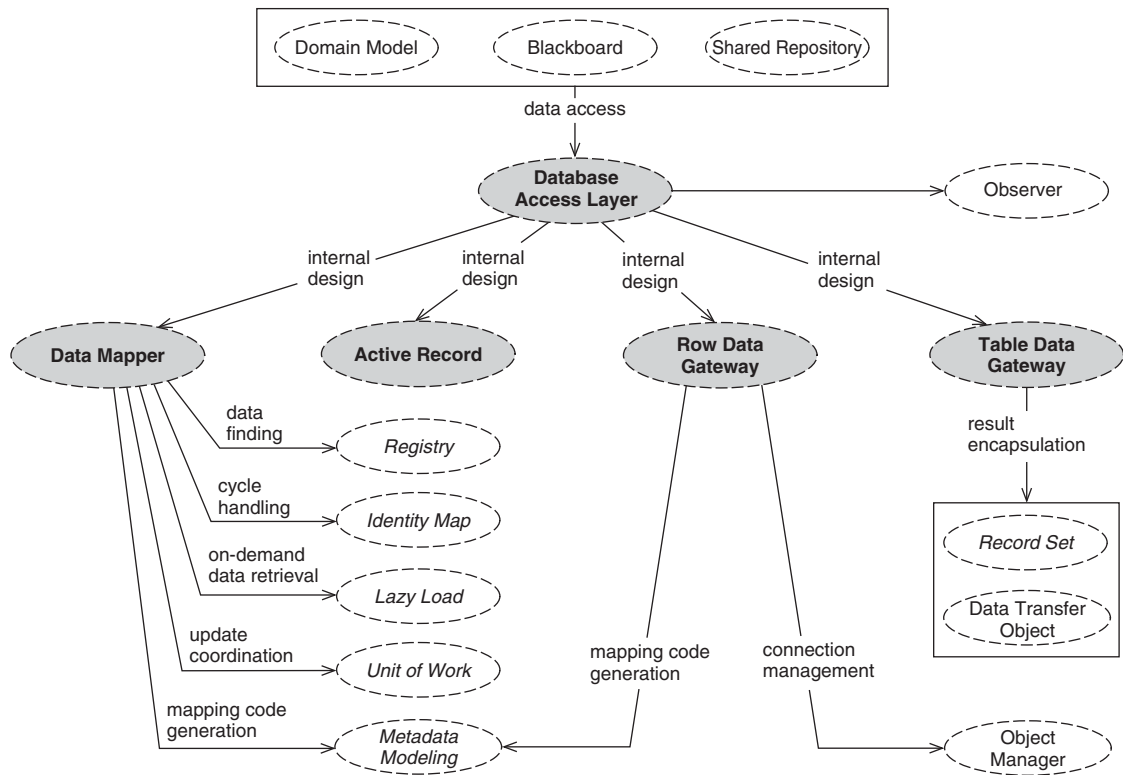 Domain Model
Blackboard
Shared Repository
data access
Database
Access Layer
Observer
internal
design
internal
design
internal
design
internal
design
Data Mapper
Active Record
Row Data
Gateway
Table Data
Gateway
data
finding
Registry
result
encapsulation
cycle
handling
Identity Map
Record Set
on-demand
data retrieval
Lazy Load
Data Transfer
Object
update
coordination
Unit of Work
mapping code
generation
connection
management
mapping code
generation
Metadata
Modeling
Object
Manager